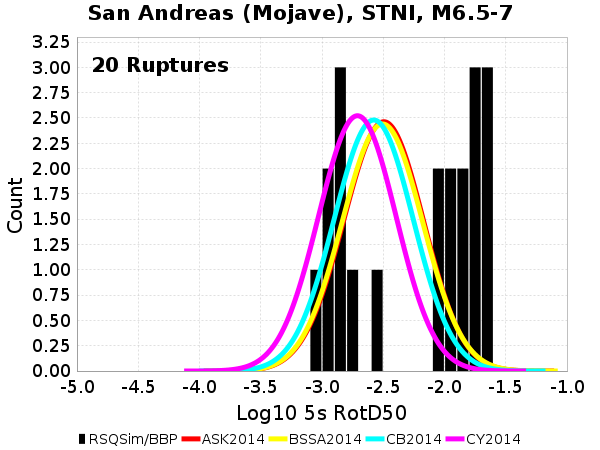 San Andreas (Mojave), STNI, M6.5-7
20 Ruptures
Count
3.25
3.00
2.75
2.50
2.25
2.00
1.75
1.50
1.25
1.00
0.75
0.50
0.25
0.00
-5.0 -4.5 -4.0 -3.5 -3.0 -2.5 -2.0 -1.5 -1.0
Log10 5s RotD50
RSQSim/BBP ASK2014 BSSA2014 CB2014 CY2014